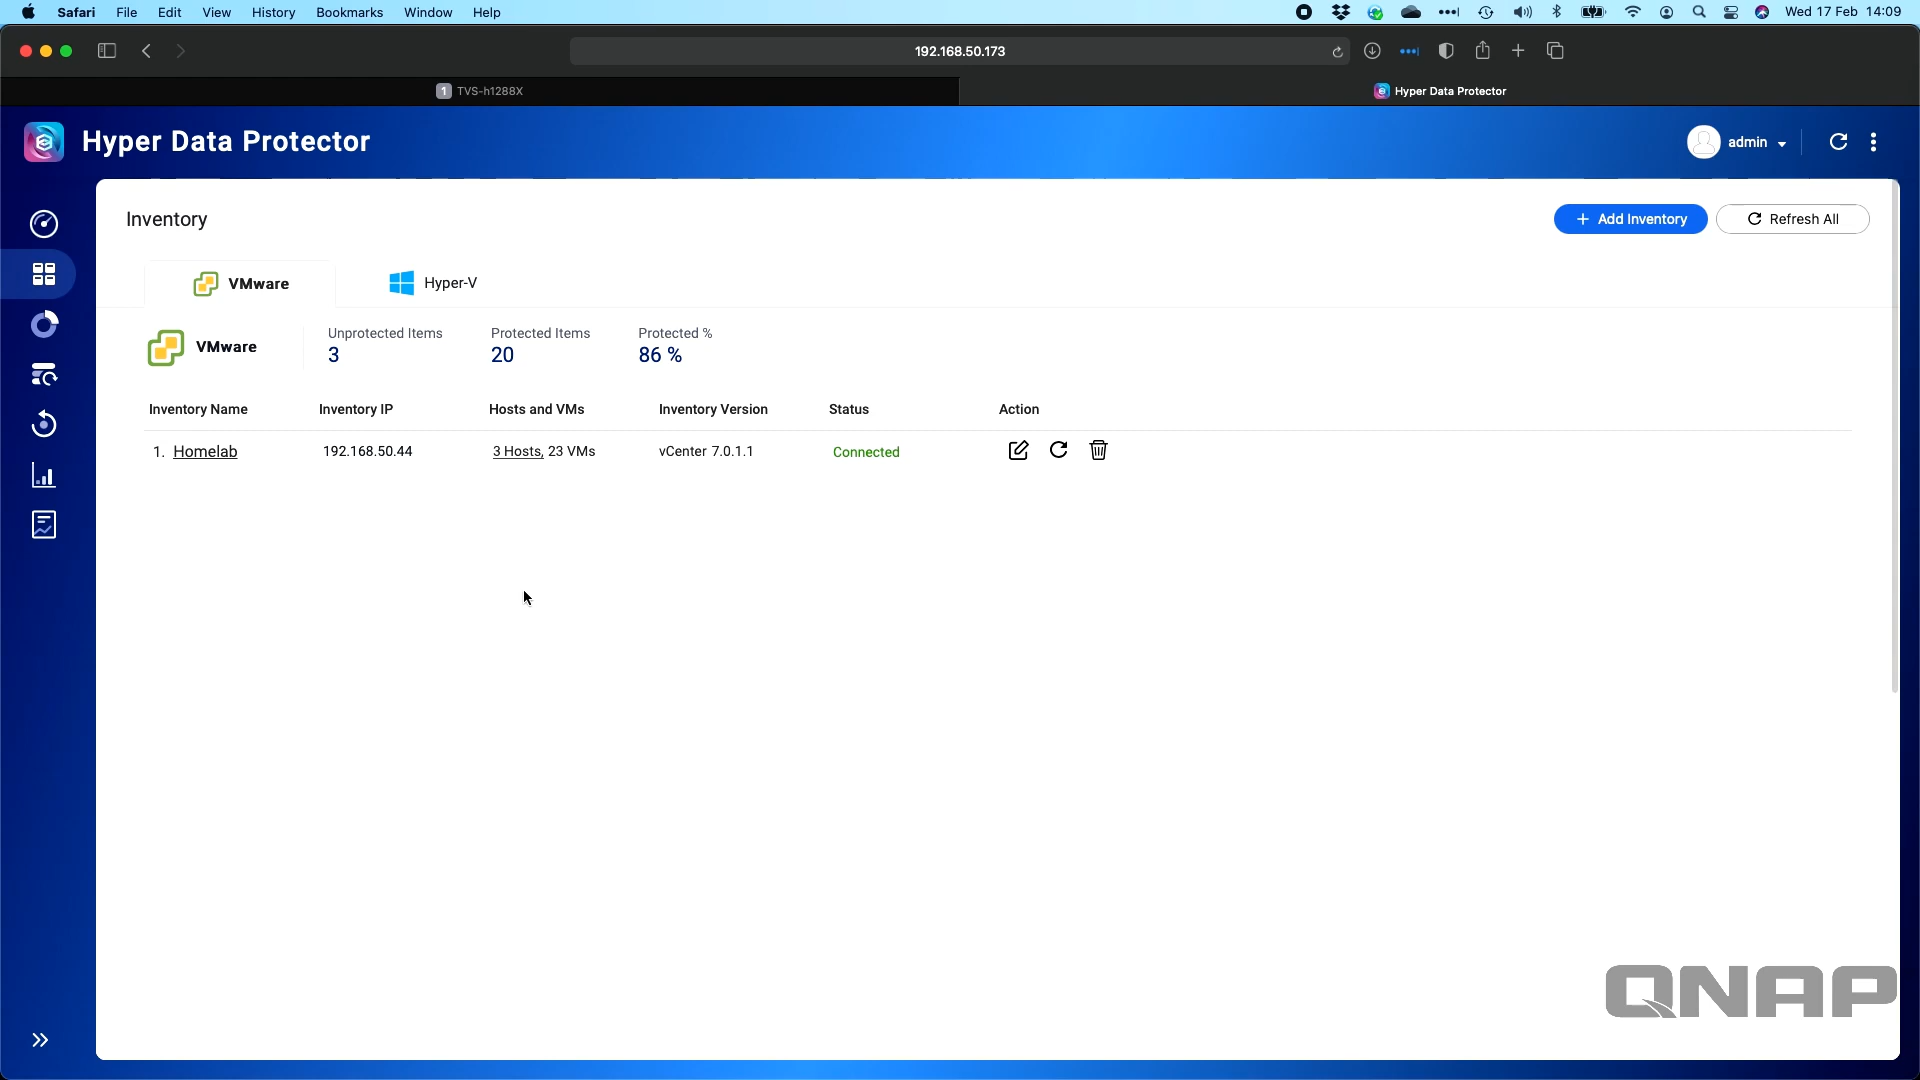 Safari File Edit View History Bookmarks Window Help Wed 17 Feb 14:09
192.168.50.173
1 TVS-h1288X Hyper Data Protector
Hyper Data Protector admin
Inventory + Add Inventory Refresh All
VMware Hyper-V
VMware
Unprotected Items Protected Items Protected %
3 20 86 %
Inventory Name Inventory IP Hosts and VMs Inventory Version Status Action
1. Homelab 192.168.50.44 3 Hosts, 23 VMs vCenter 7.0.1.1 Connected
QNAP